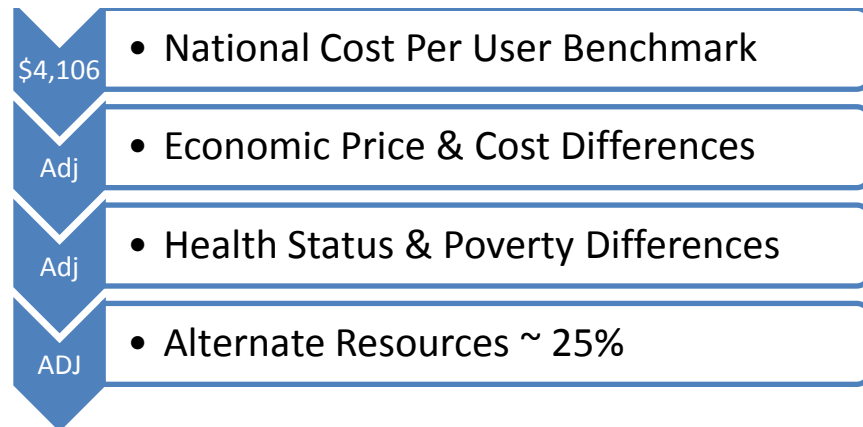 $4,106
• National Cost Per User Benchmark
Adj
• Economic Price & Cost Differences
Adj
• Health Status & Poverty Differences
ADJ
• Alternate Resources ~ 25%